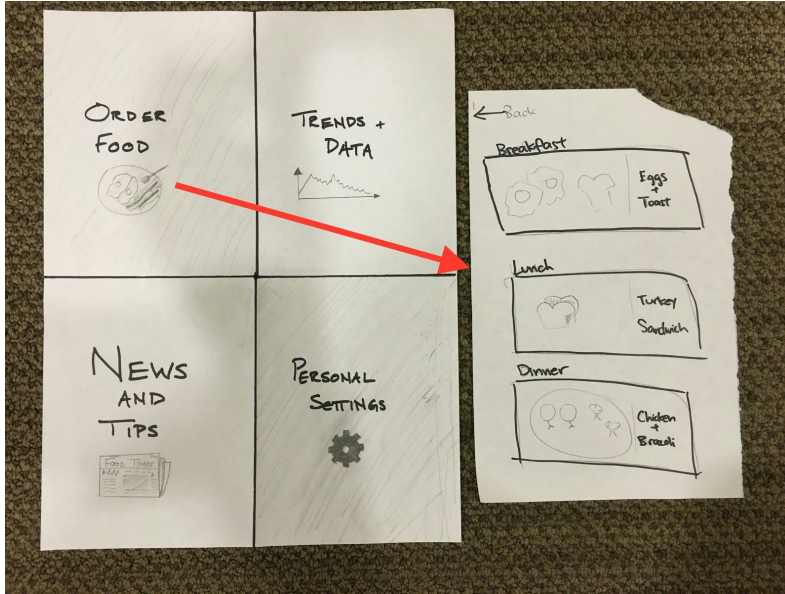 ORDER
FOOD
TRENDS +
DATA
NEWS
AND
TIPS
FOOD TIMES
PERSONAL
SETTINGS
Back
Breakfast
Eggs
+
Toast
Lunch
Turkey
Sandwich
Dinner
Chicken
+
Brocoli